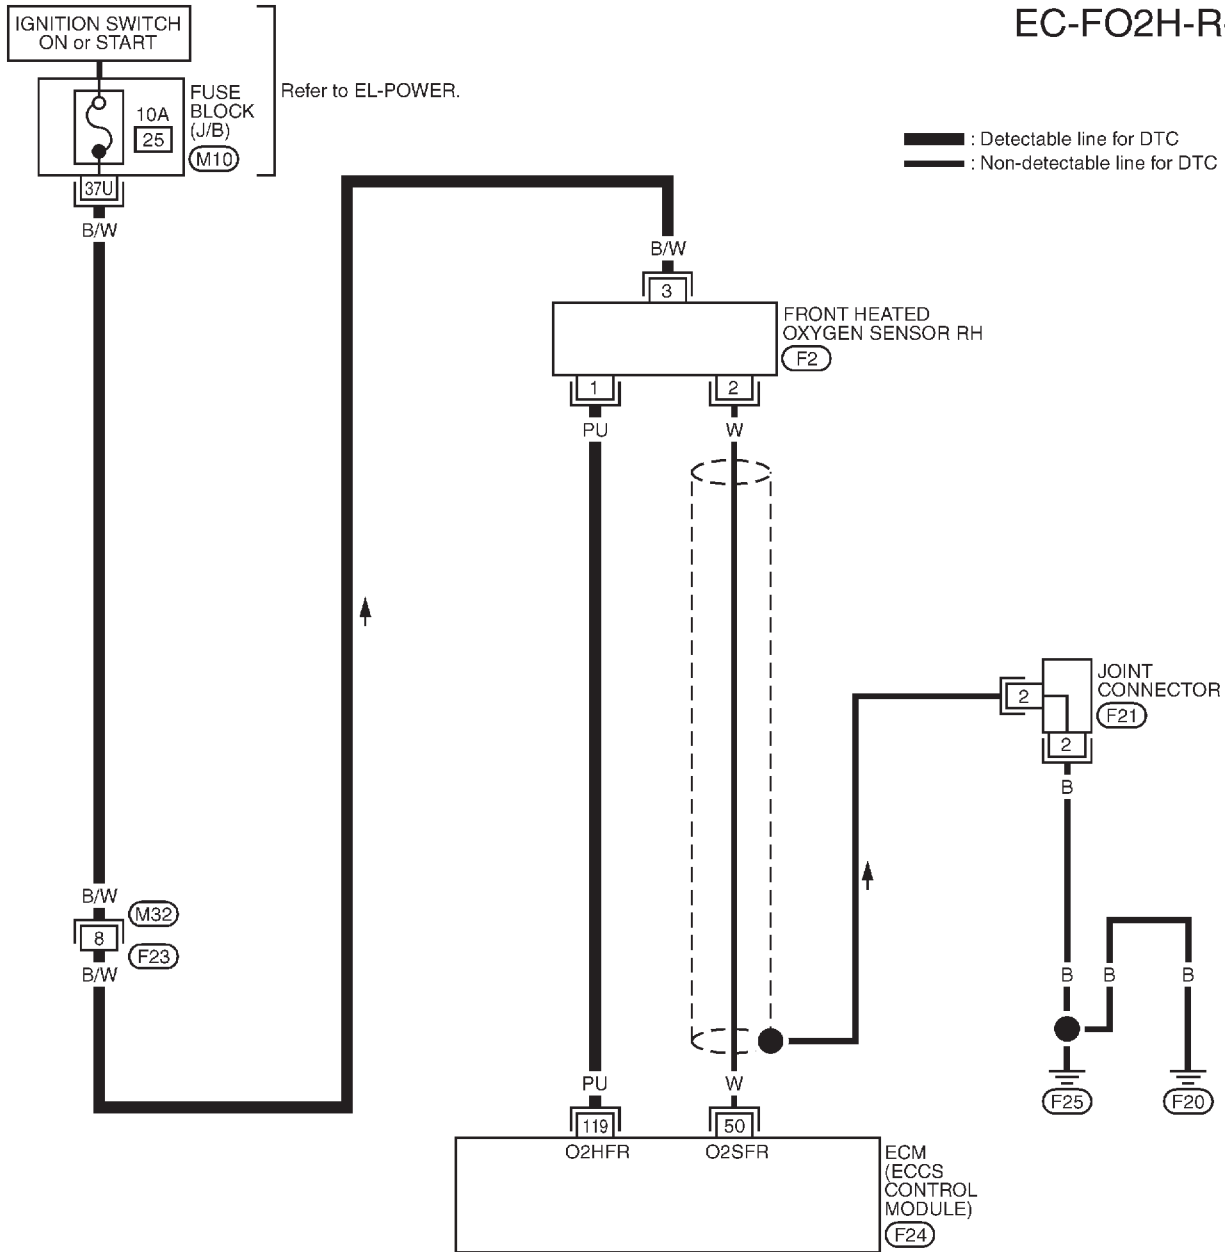 EC-FO2H-R-
IGNITION SWITCH
ON or START
FUSE
BLOCK
(J/B)
M10
10A
25
Refer to EL-POWER.
: Detectable line for DTC
: Non-detectable line for DTC
37U
B/W
B/W
3
FRONT HEATED
OXYGEN SENSOR RH
F2
1
2
PU
W
2
JOINT
CONNECTOR
F21
2
B
B/W
M32
8
F23
B/W
B
B
B
F25
F20
PU
W
119
50
O2HFR
O2SFR
ECM
(ECCS
CONTROL
MODULE)
F24